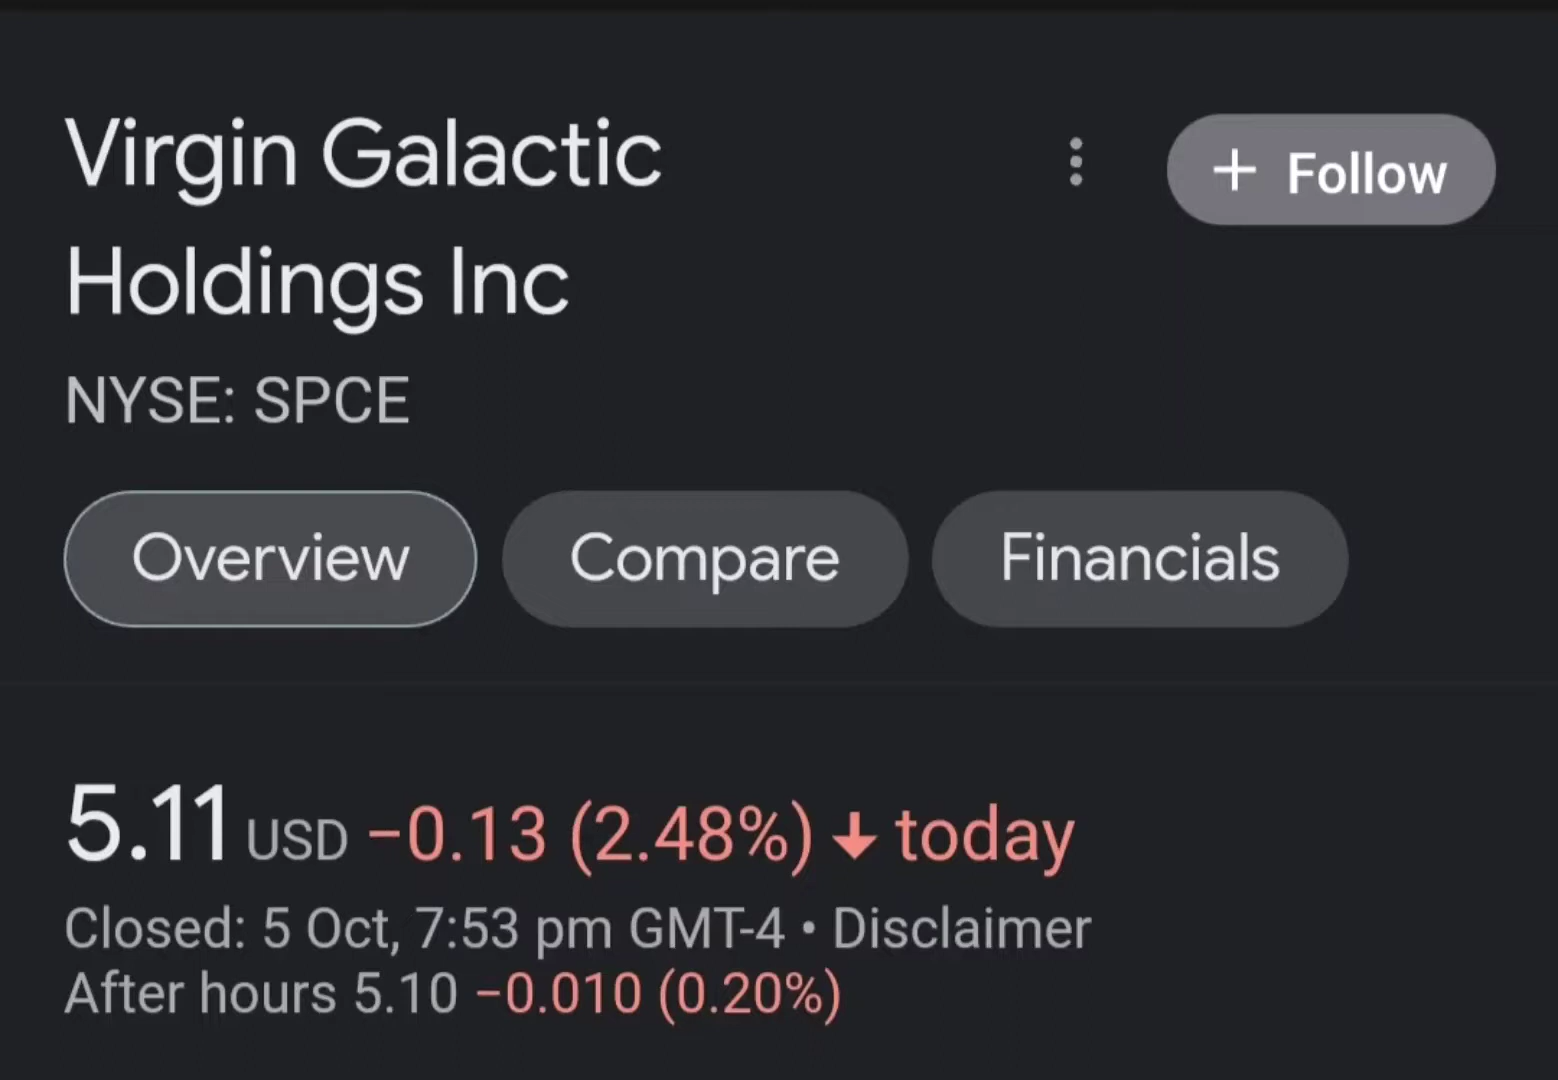 Virgin Galactic
Holdings Inc
+ Follow
NYSE: SPCE
Overview Compare Financials
5.11 USD −0.13 (2.48%) ↓ today
Closed: 5 Oct, 7:53 pm GMT-4 • Disclaimer
After hours 5.10 −0.010 (0.20%)